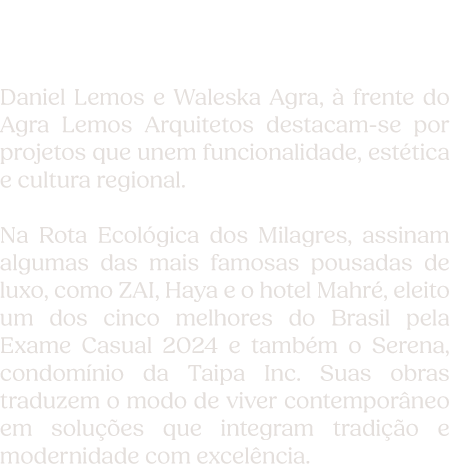 Daniel Lemos e Waleska Agra, à frente do
Agra Lemos Arquitetos destacam-se por
projetos que unem funcionalidade, estética
e cultura regional.
Na Rota Ecológica dos Milagres, assinam
algumas das mais famosas pousadas de
luxo, como ZAI, Haya e o hotel Mahré, eleito
um dos cinco melhores do Brasil pela
Exame Casual 2024 e também o Serena,
condomínio da Taipa Inc. Suas obras
traduzem o modo de viver contemporâneo
em soluções que integram tradição e
modernidade com excelência.